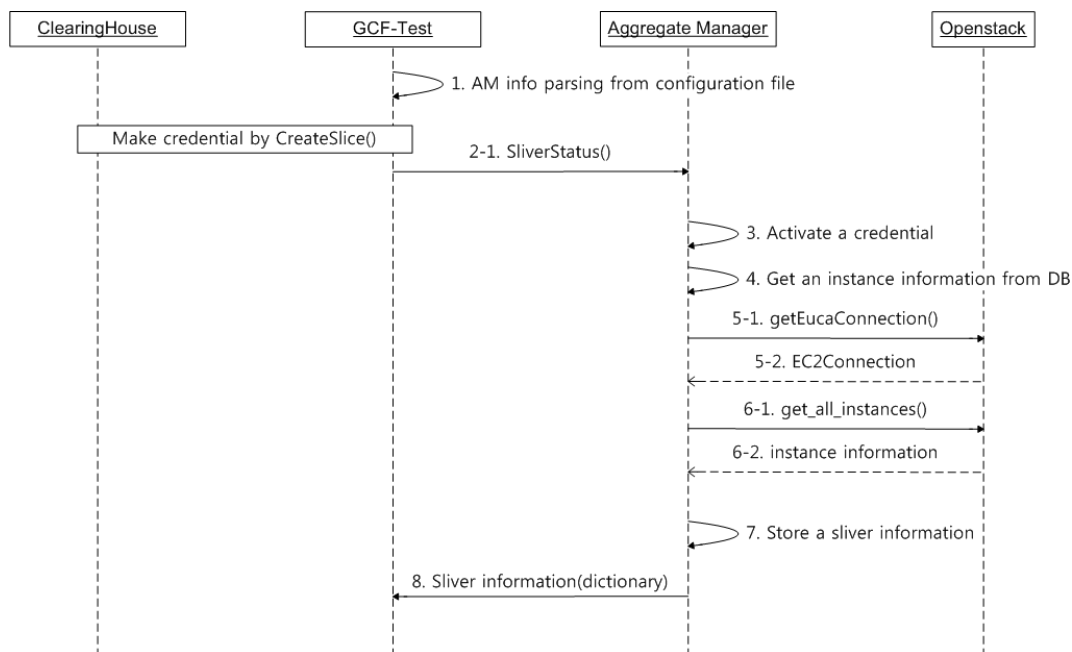 ClearingHouse
GCF-Test
Aggregate Manager
Openstack
1. AM info parsing from configuration file
Make credential by CreateSlice()
2-1. SliverStatus()
3. Activate a credential
4. Get an instance information from DB
5-1. getEucaConnection()
5-2. EC2Connection
6-1. get_all_instances()
6-2. instance information
7. Store a sliver information
8. Sliver information(dictionary)